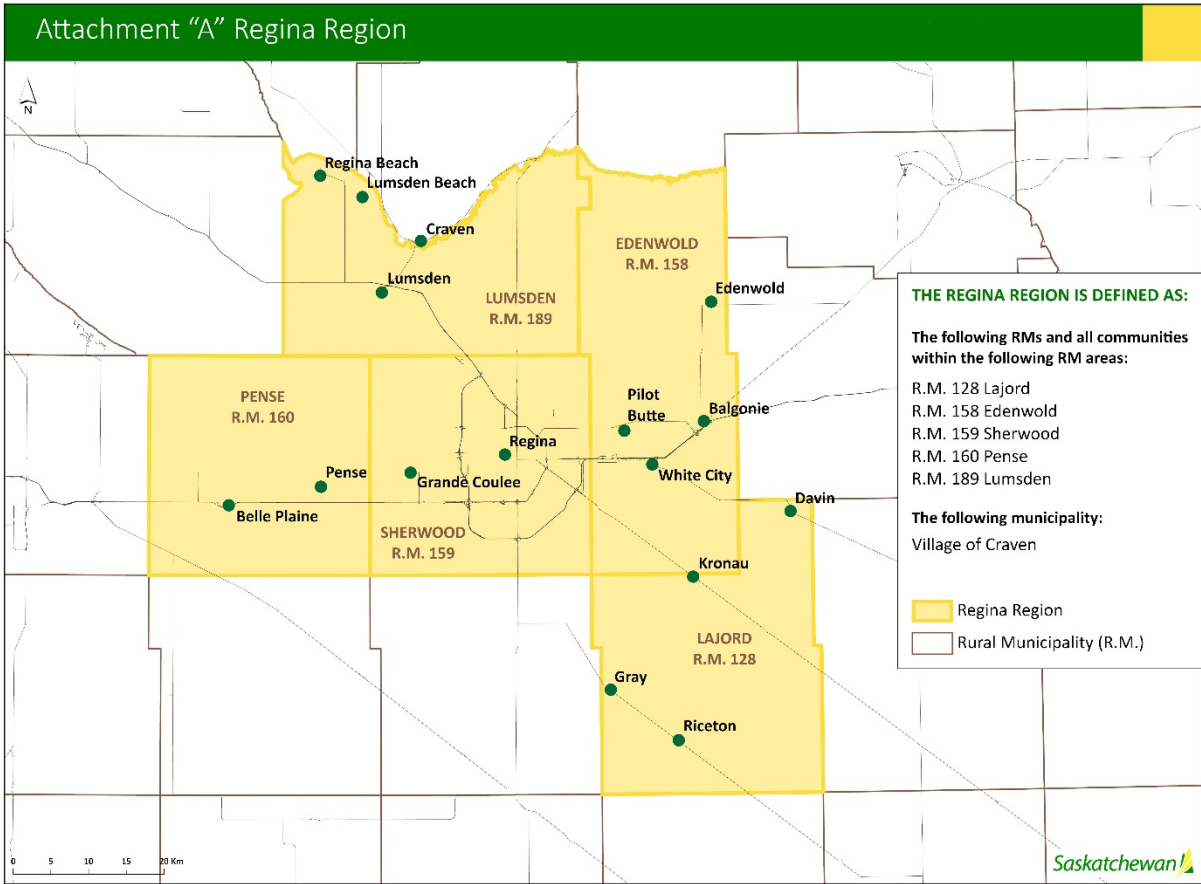 Attachment “A” Regina Region
N
Regina Beach
Lumsden Beach
Craven
EDENWOLD
R.M. 158
Lumsden
LUMSDEN
R.M. 189
Edenwold
PENSE
R.M. 160
Pilot
Butte
Balgonie
Regina
Pense
Grande Coulee
White City
Belle Plaine
Davin
SHERWOOD
R.M. 159
Kronau
LAJORD
R.M. 128
Gray
Riceton
THE REGINA REGION IS DEFINED AS:
The following RMs and all communities
within the following RM areas:
R.M. 128 Lajord
R.M. 158 Edenwold
R.M. 159 Sherwood
R.M. 160 Pense
R.M. 189 Lumsden
The following municipality:
Village of Craven
Regina Region
Rural Municipality (R.M.)
0 5 10 15 20 Km
Saskatchewan